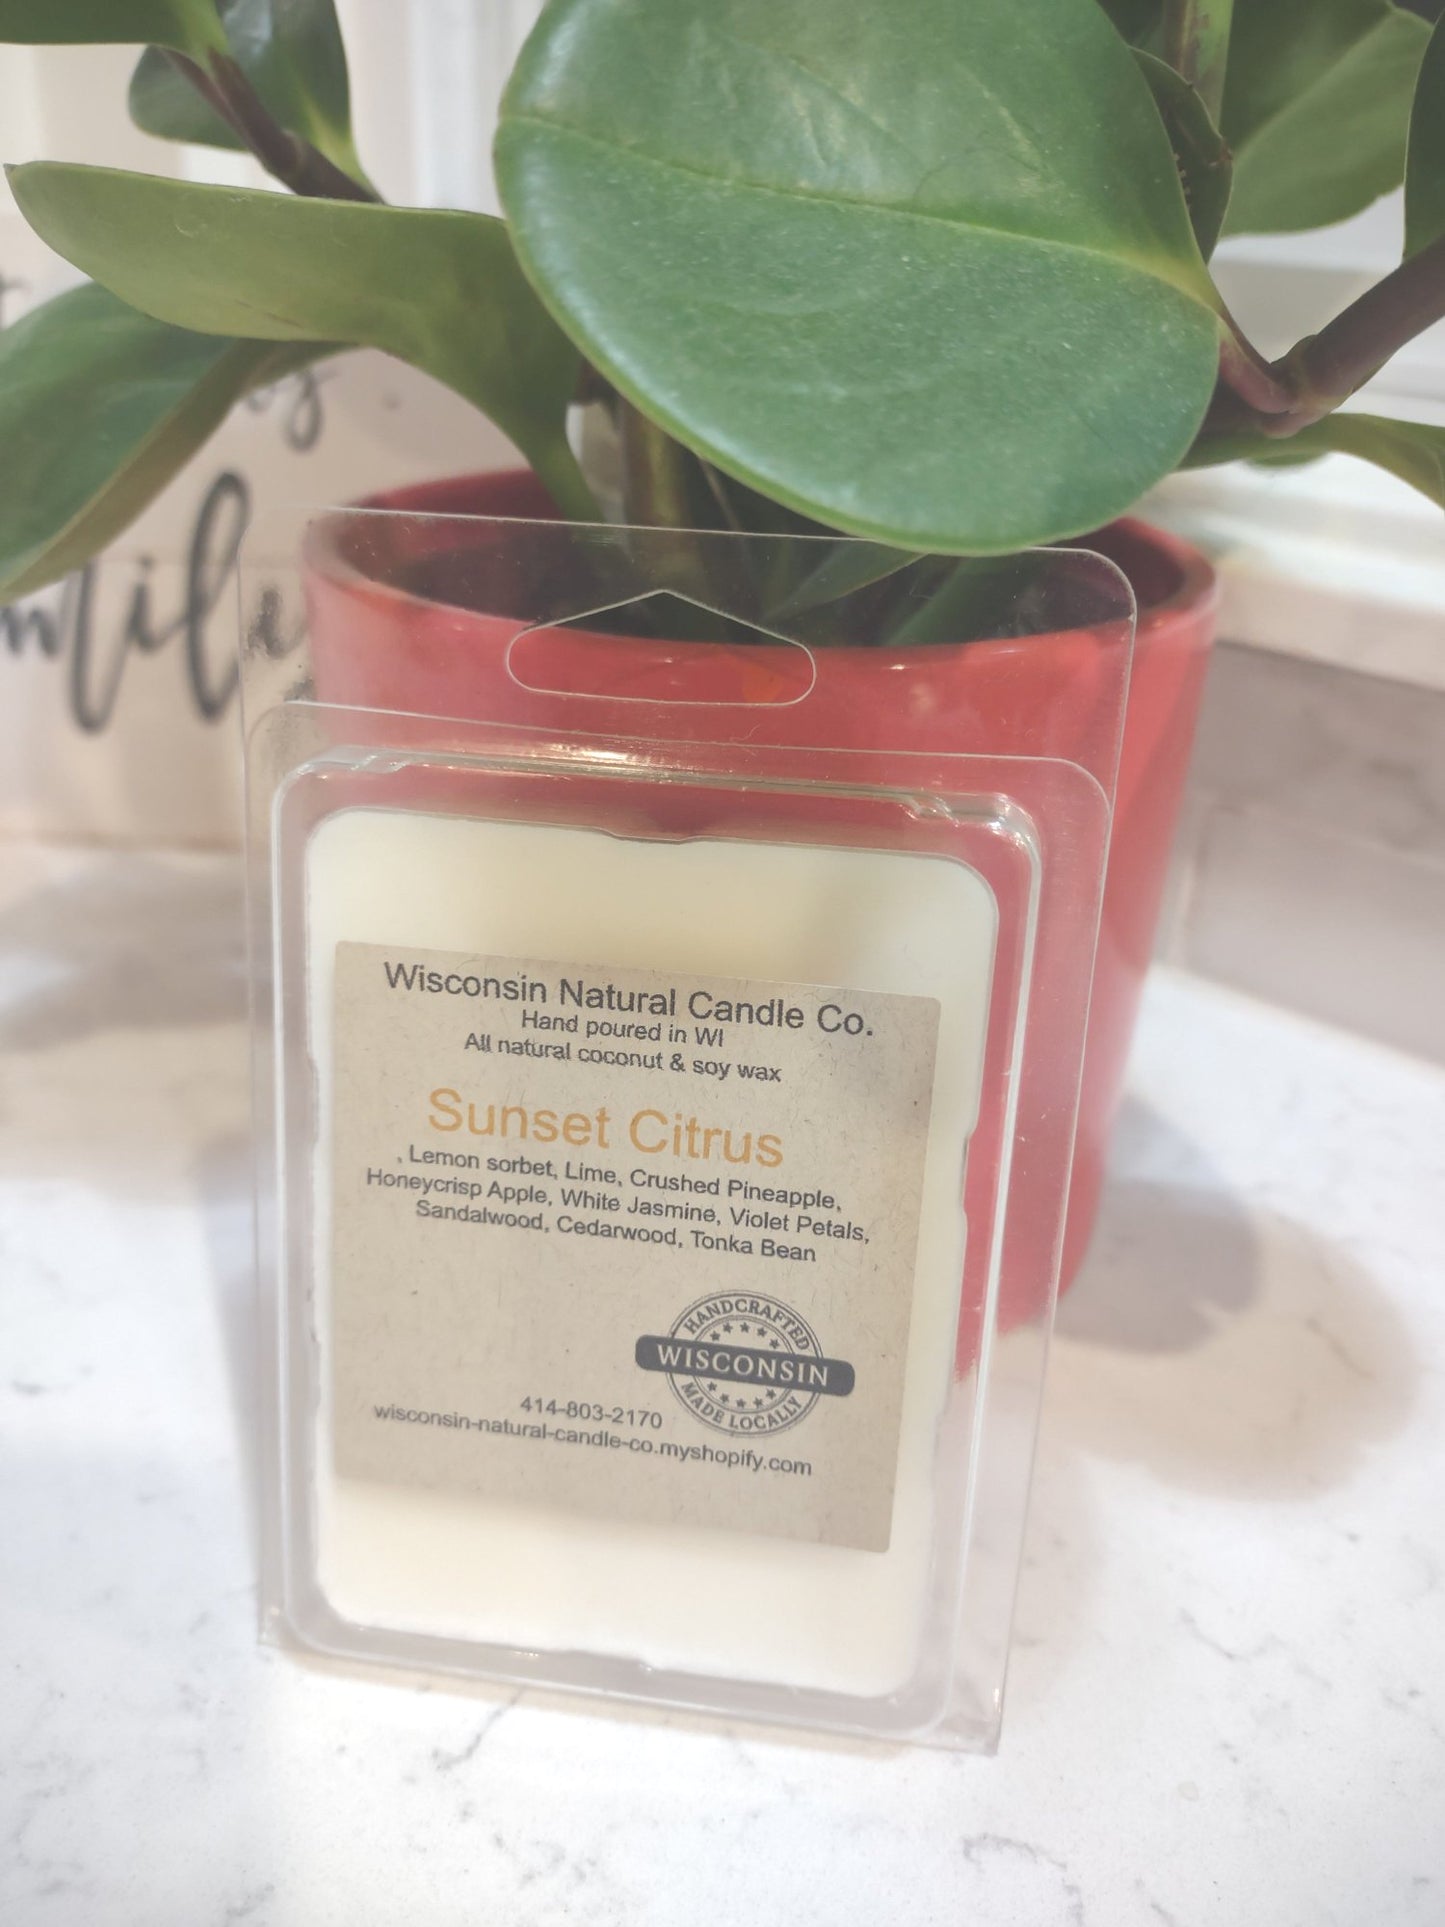 Wisconsin Natural Candle Co.
Hand poured in WI
All natural coconut & soy wax
Sunset Citrus
, Lemon sorbet, Lime, Crushed Pineapple,
Honeycrisp Apple, White Jasmine, Violet Petals,
Sandalwood, Cedarwood, Tonka Bean
HANDCRAFTED
WISCONSIN
MADE LOCALLY
414-803-2170
wisconsin-natural-candle-co.myshopify.com